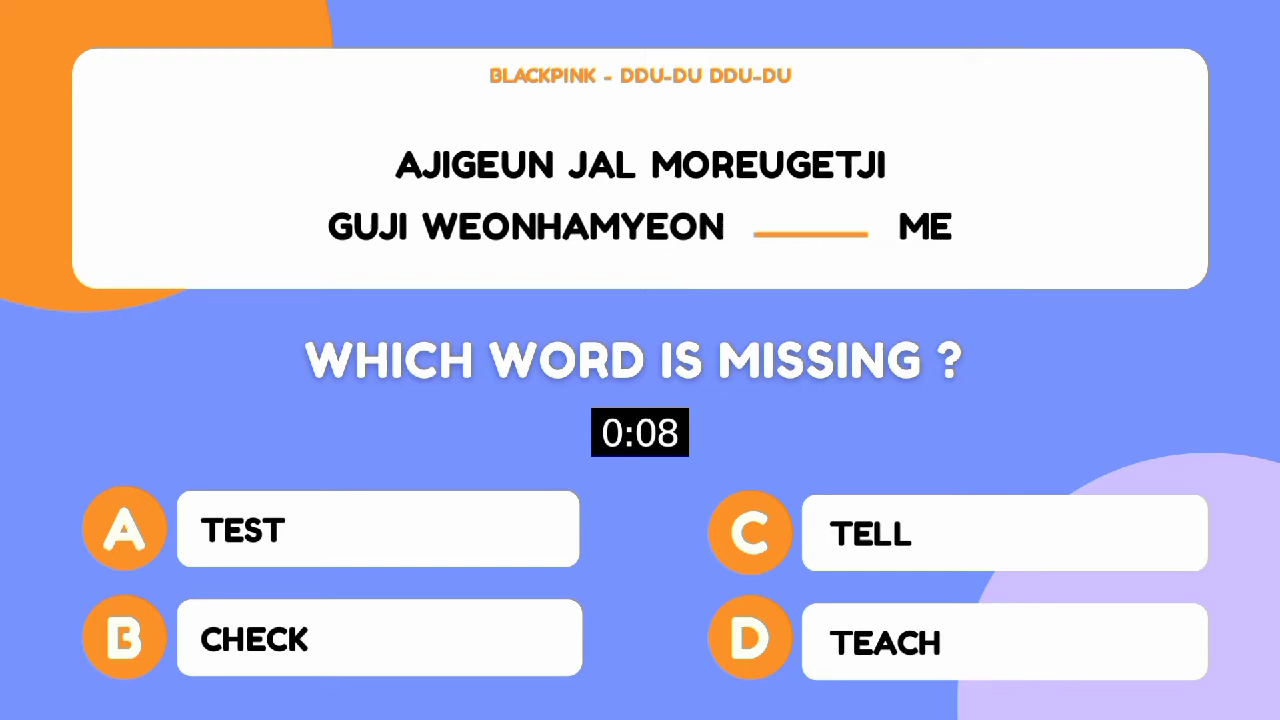 BLACKPINK - DDU-DU DDU-DU
AJIGEUN JAL MOREUGETJI
GUJI WEONHAMYEON ME
WHICH WORD IS MISSING ?
0:08
A TEST
B CHECK
C TELL
D TEACH